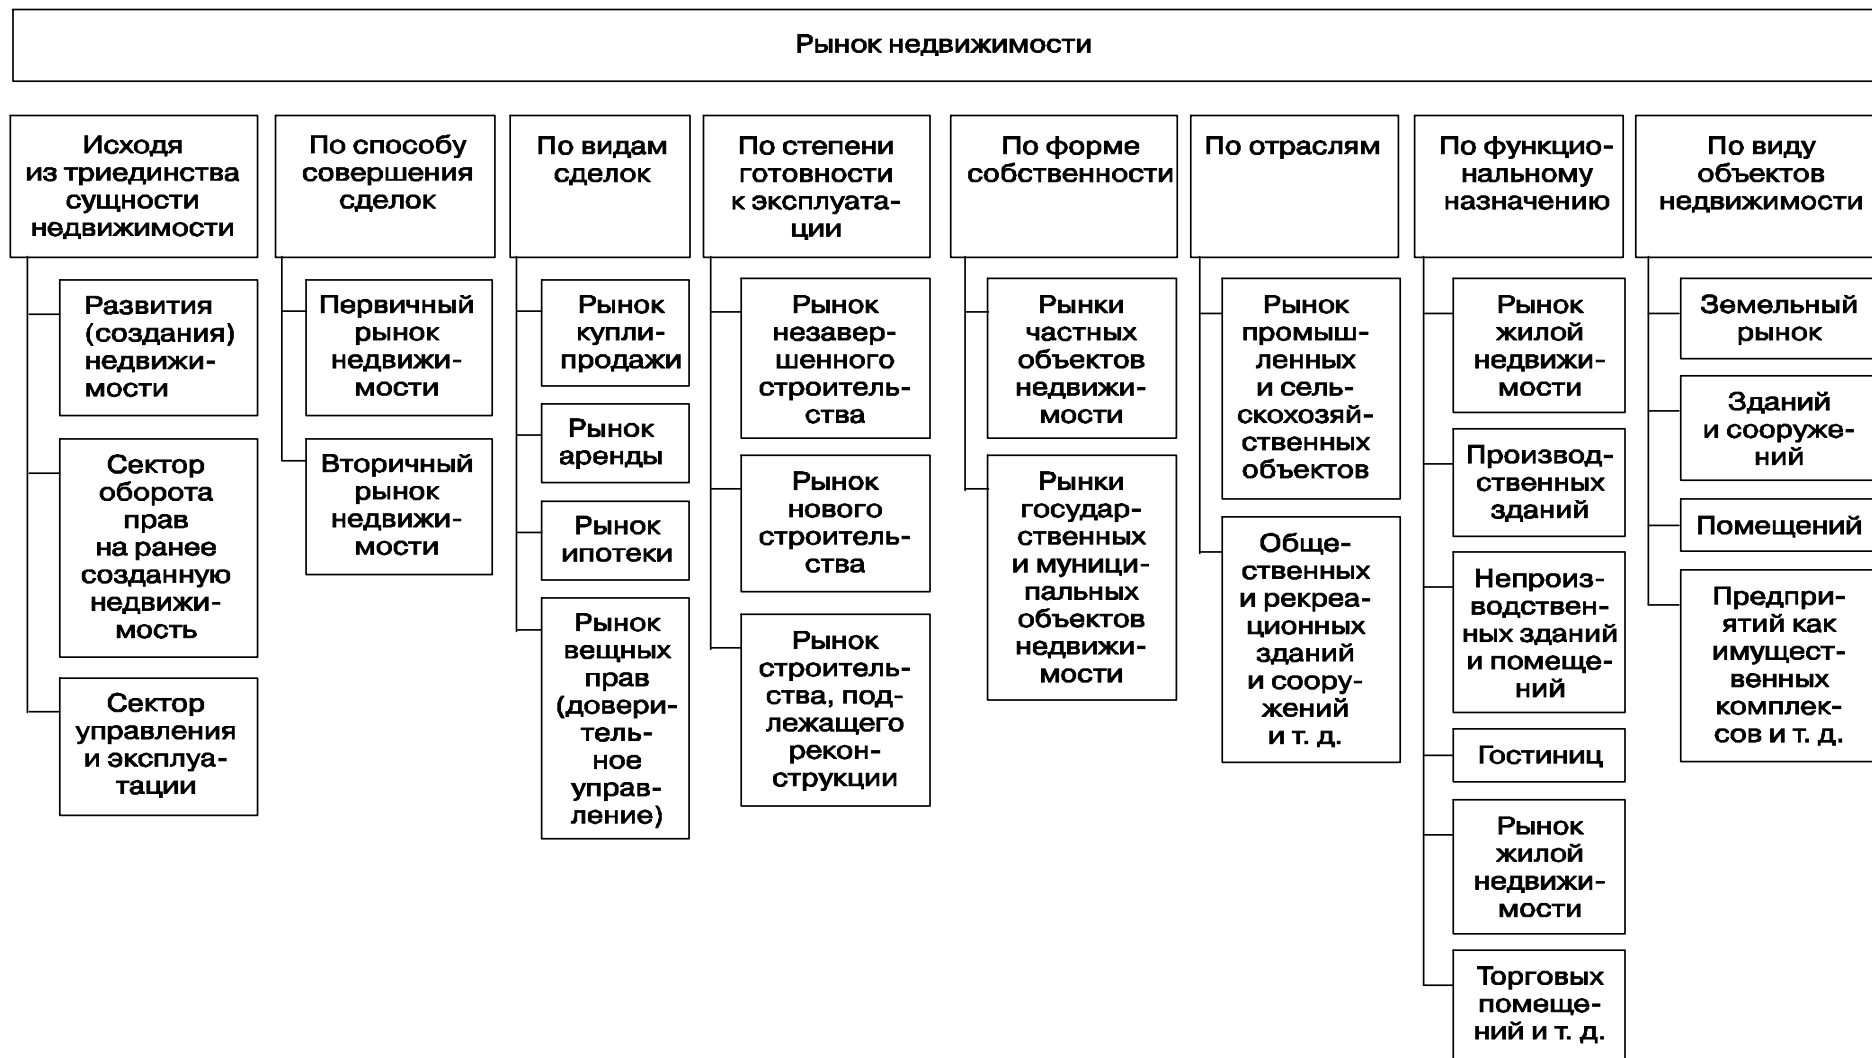 Рынок недвижимости
Исходя
из триединства
сущности
недвижимости
Развития
(создания)
недвижи-
мости
Сектор
оборота
прав
на ранее
созданную
недвижи-
мость
Сектор
управления
и эксплуа-
тации
По способу
совершения
сделок
Первичный
рынок
недвижи-
мости
Вторичный
рынок
недвижи-
мости
По видам
сделок
Рынок
купли-
продажи
Рынок
аренды
Рынок
ипотеки
Рынок
вещных
прав
(довери-
тель-
ное
управ-
ление)
По степени
готовности
к эксплуата-
ции
Рынок
незавер-
шенного
строитель-
ства
Рынок
нового
строитель-
ства
Рынок
строитель-
ства, под-
лежащего
рекон-
струкции
По форме
собственности
Рынки
частных
объектов
недвижи-
мости
Рынки
государ-
ственных
и муници-
пальных
объектов
недвижи-
мости
По отраслям
Рынок
промыш-
ленных
и сель-
скохозяй-
ственных
объектов
Обще-
ственных
и рекреа-
ционных
зданий
и соору-
жений
и т. д.
По функцио-
нальному
назначению
Рынок
жилой
недвижи-
мости
Производ-
ственных
зданий
Непроиз-
водствен-
ных зданий
и помеще-
ний
Гостиниц
Рынок
жилой
недвижи-
мости
Торговых
помеще-
ний и т. д.
По виду
объектов
недвижимости
Земельный
рынок
Зданий
и сооруже-
ний
Помещений
Предпри-
ятий как
имущест-
венных
комплек-
сов и т. д.